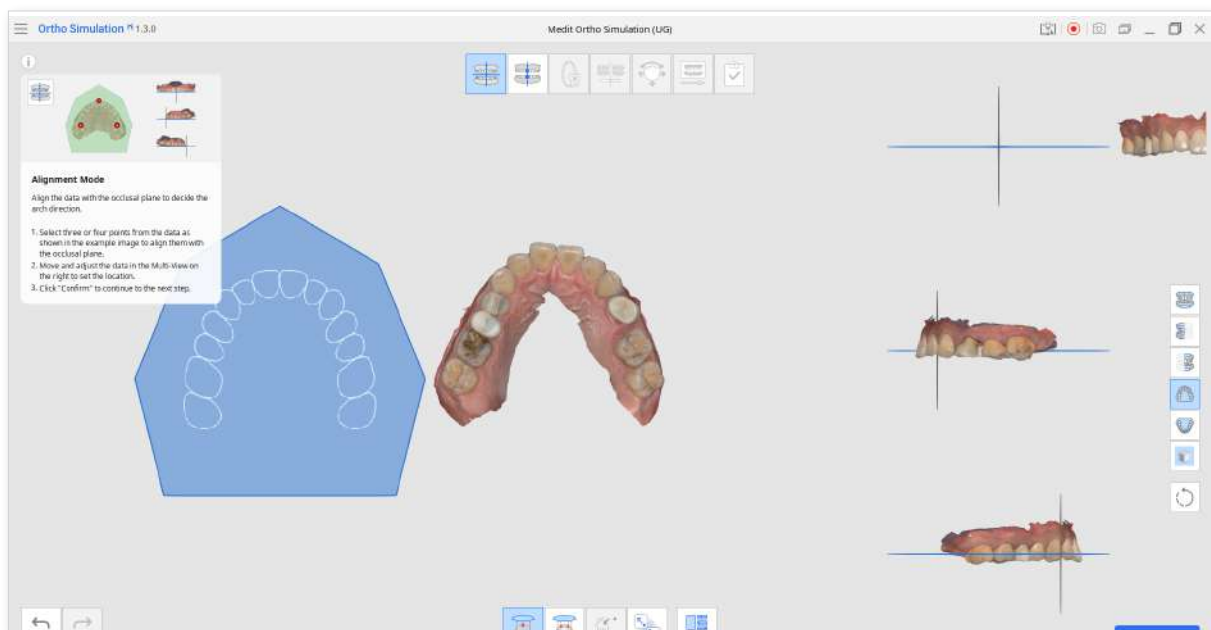 Ortho Simulation 1.3.0
Medit Ortho Simulation (UG)
Alignment Mode
Align the data with the occlusal plane to decide the
arch direction.
1. Select three or four points from the data as
shown in the example image to align them with
the occlusal plane.
2. Move and adjust the data in the Multi-View on
the right to set the location.
3. Click "Confirm" to continue to the next step.